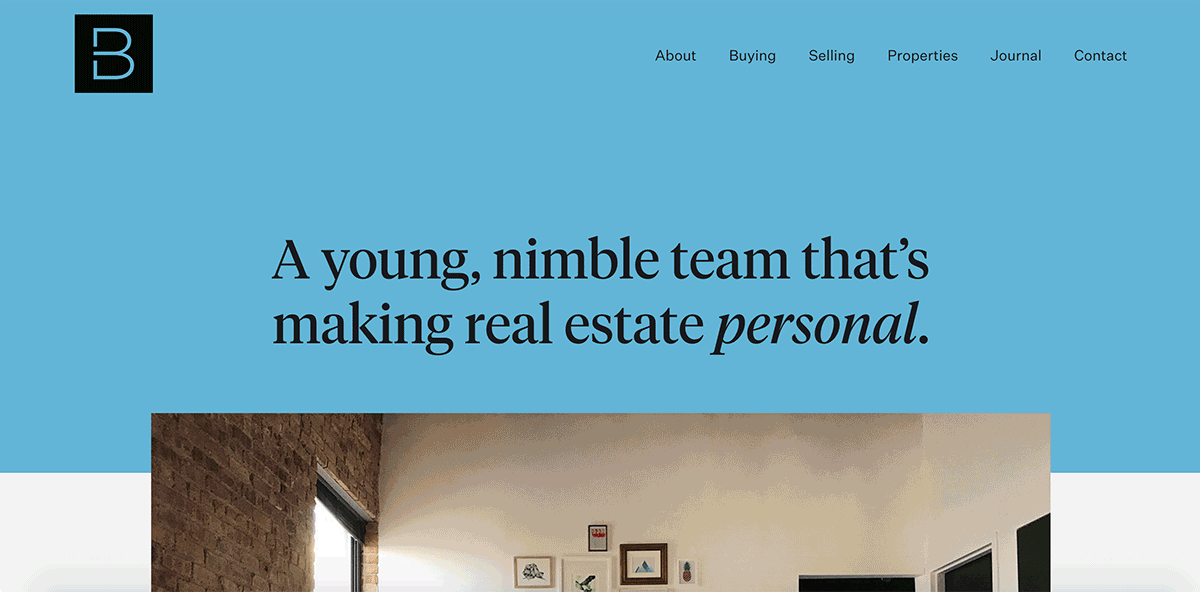 B
About Buying Selling Properties Journal Contact
A young, nimble team that’s
making real estate personal.